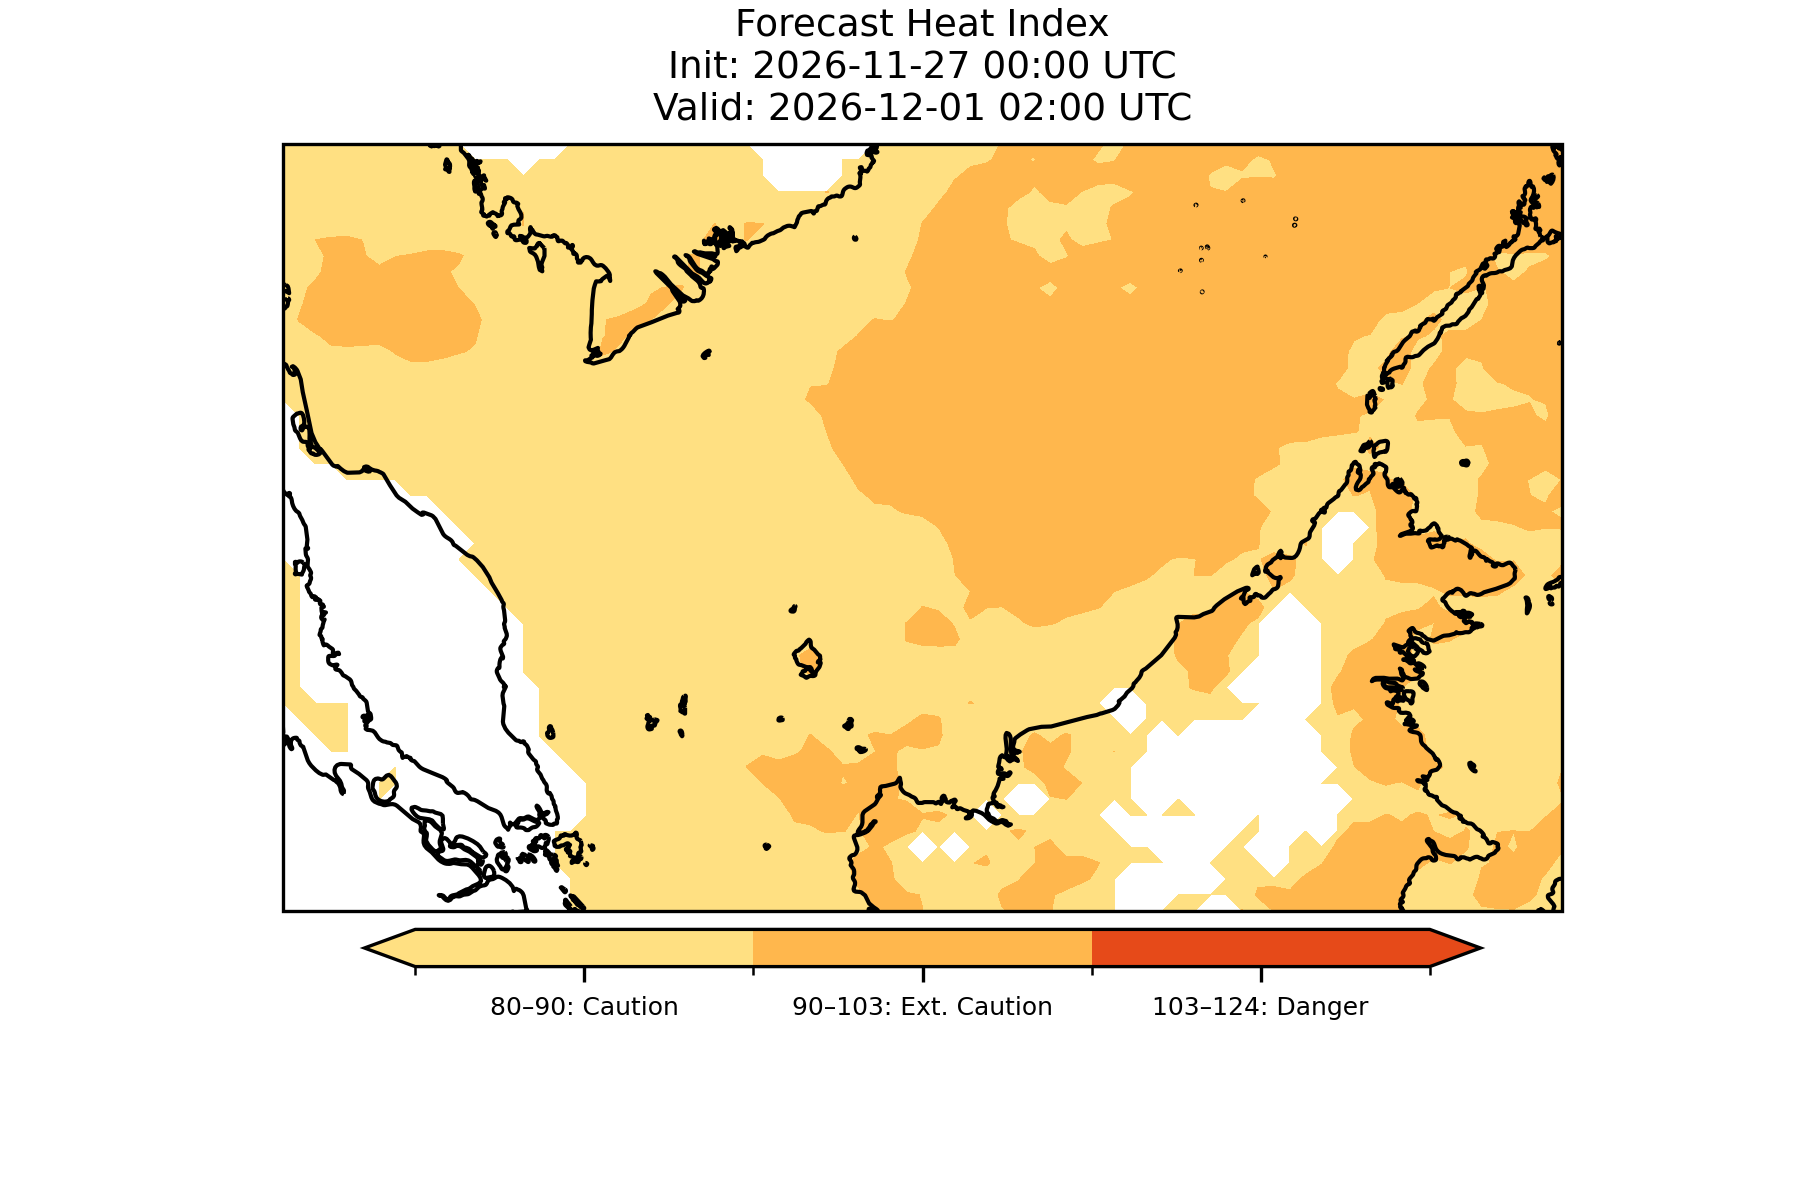 Forecast Heat Index
Init: 2026-11-27 00:00 UTC
Valid: 2026-12-01 02:00 UTC
80–90: Caution
90–103: Ext. Caution
103–124: Danger